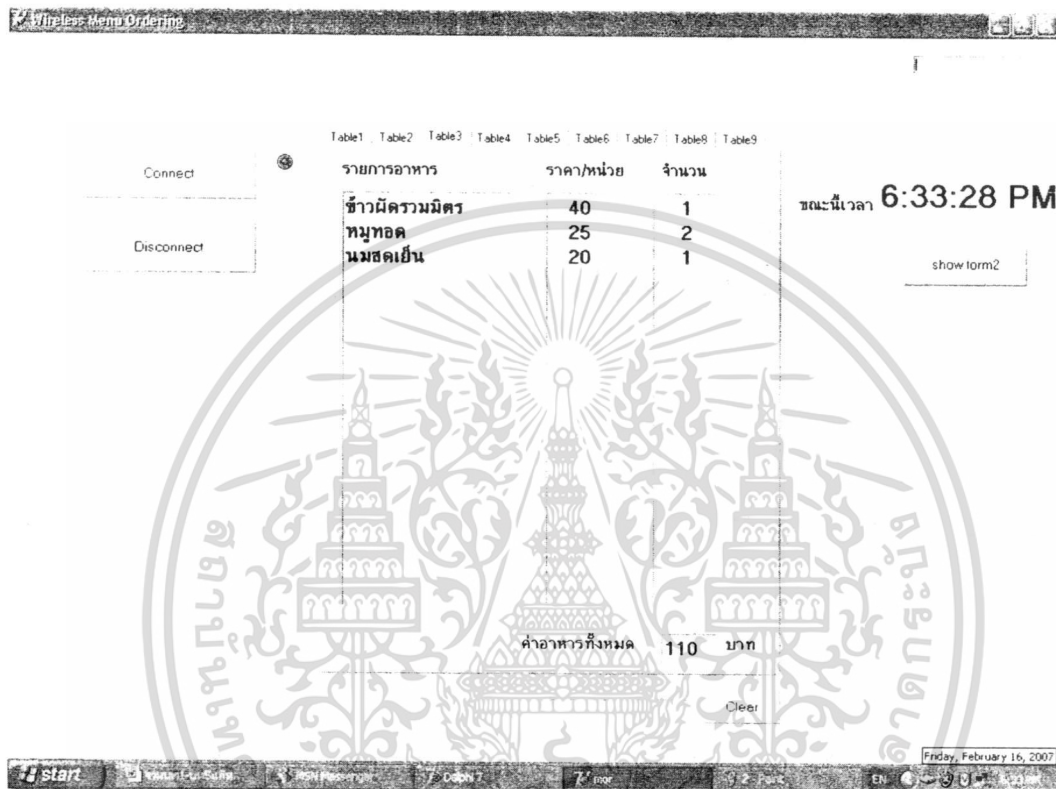 Wireless Menu Ordering
Table1 Table2 Table3 Table4 Table5 Table6 Table7 Table8 Table9
Connect
Disconnect
รายการอาหาร ราคา/หน่วย จำนวน
ข้าวผัดรวมมิตร 40 1
หมูทอด 25 2
นมสดเย็น 20 1
ขณะนี้เวลา 6:33:28 PM
show form2
ค่าอาหารทั้งหมด 110 บาท
Clear
Friday, February 16, 2007
start MSN Messenger Delphi 7 mor 2 - Paint EN